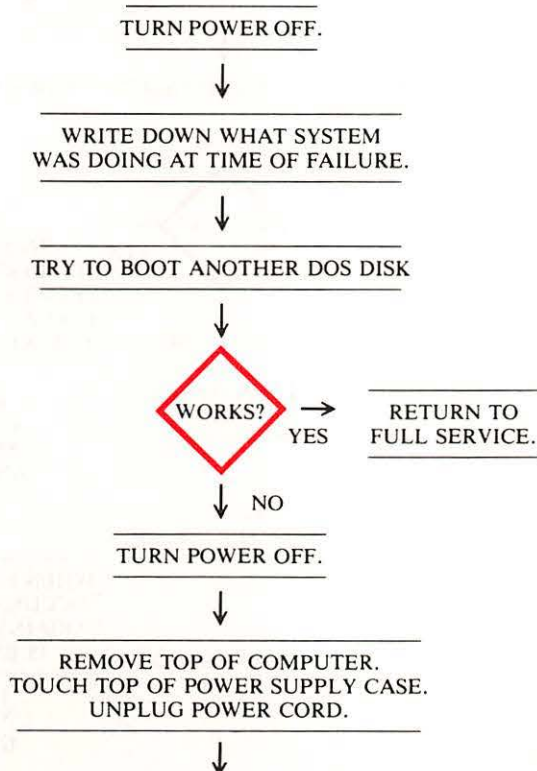 TURN POWER OFF.
WRITE DOWN WHAT SYSTEM
WAS DOING AT TIME OF FAILURE.
TRY TO BOOT ANOTHER DOS DISK
WORKS?
YES
RETURN TO
FULL SERVICE.
NO
TURN POWER OFF.
REMOVE TOP OF COMPUTER.
TOUCH TOP OF POWER SUPPLY CASE.
UNPLUG POWER CORD.